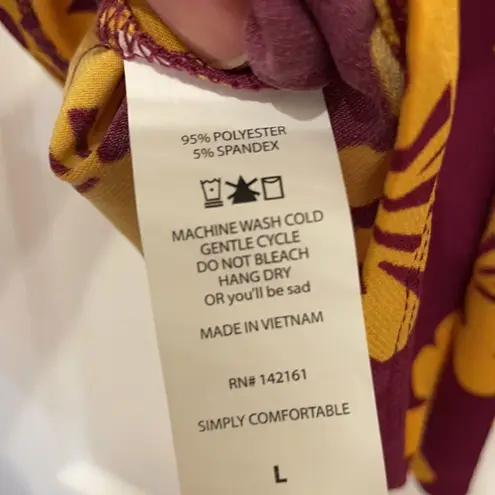 95% POLYESTER
5% SPANDEX
MACHINE WASH COLD
GENTLE CYCLE
DO NOT BLEACH
HANG DRY
OR you'll be sad
MADE IN VIETNAM
RN# 142161
SIMPLY COMFORTABLE
L